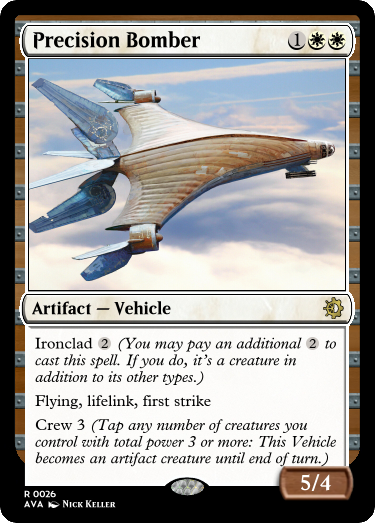 Precision Bomber 1
Artifact — Vehicle
Ironclad 2 (You may pay an additional 2 to
cast this spell. If you do, it's a creature in
addition to its other types.)
Flying, lifelink, first strike
Crew 3 (Tap any number of creatures you
control with total power 3 or more: This Vehicle
becomes an artifact creature until end of turn.)
5/4
R 0026
AVA Nick Keller